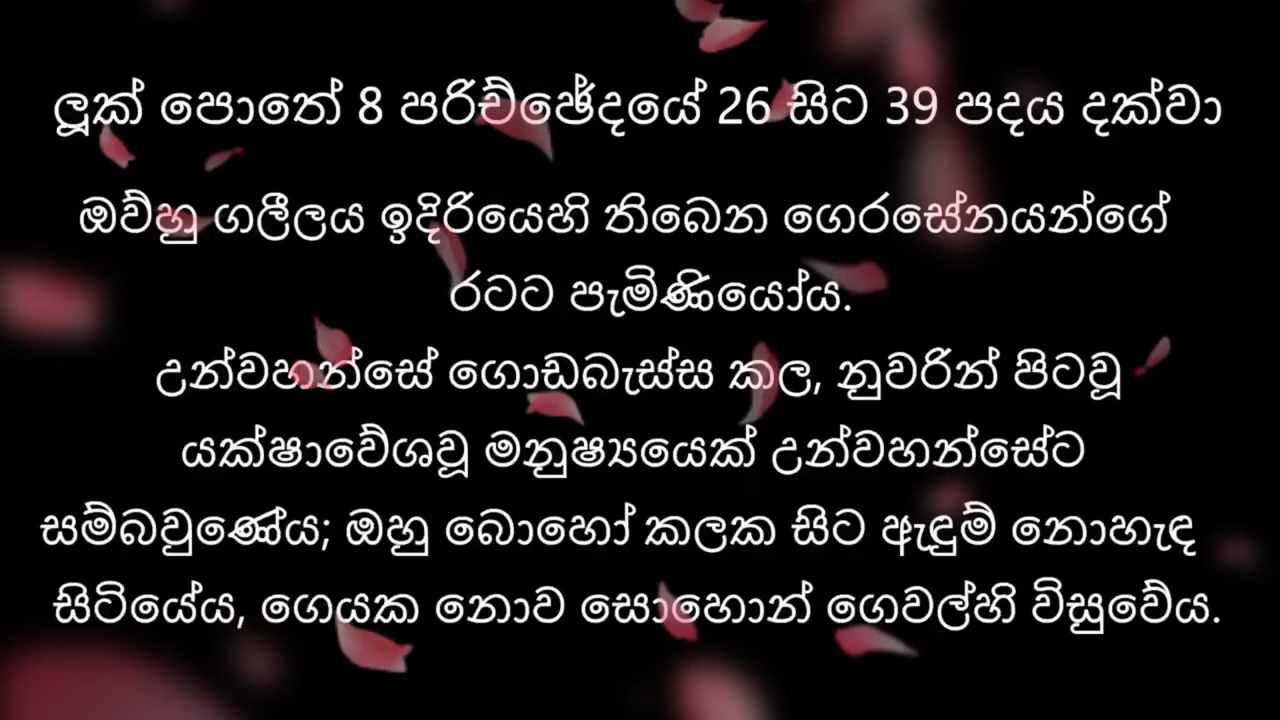 ලූක් පොතේ 8 පරිච්ඡේදයේ 26 සිට 39 පදය දක්වා
ඔව්හු ගලීලය ඉදිරියෙහි තිබෙන ගෙරසේනයන්ගේ
රටට පැමිණියෝය.
උන්වහන්සේ ගොඩබැස්ස කල, නුවරින් පිටවූ
යක්ෂාවේශවූ මනුෂ්‍යයෙක් උන්වහන්සේට
සම්බවුණේය; ඔහු බොහෝ කලක සිට ඇඳුම් නොහැඳ
සිටියේය, ගෙයක නොව සොහොන් ගෙවල්හි විසුවේය.